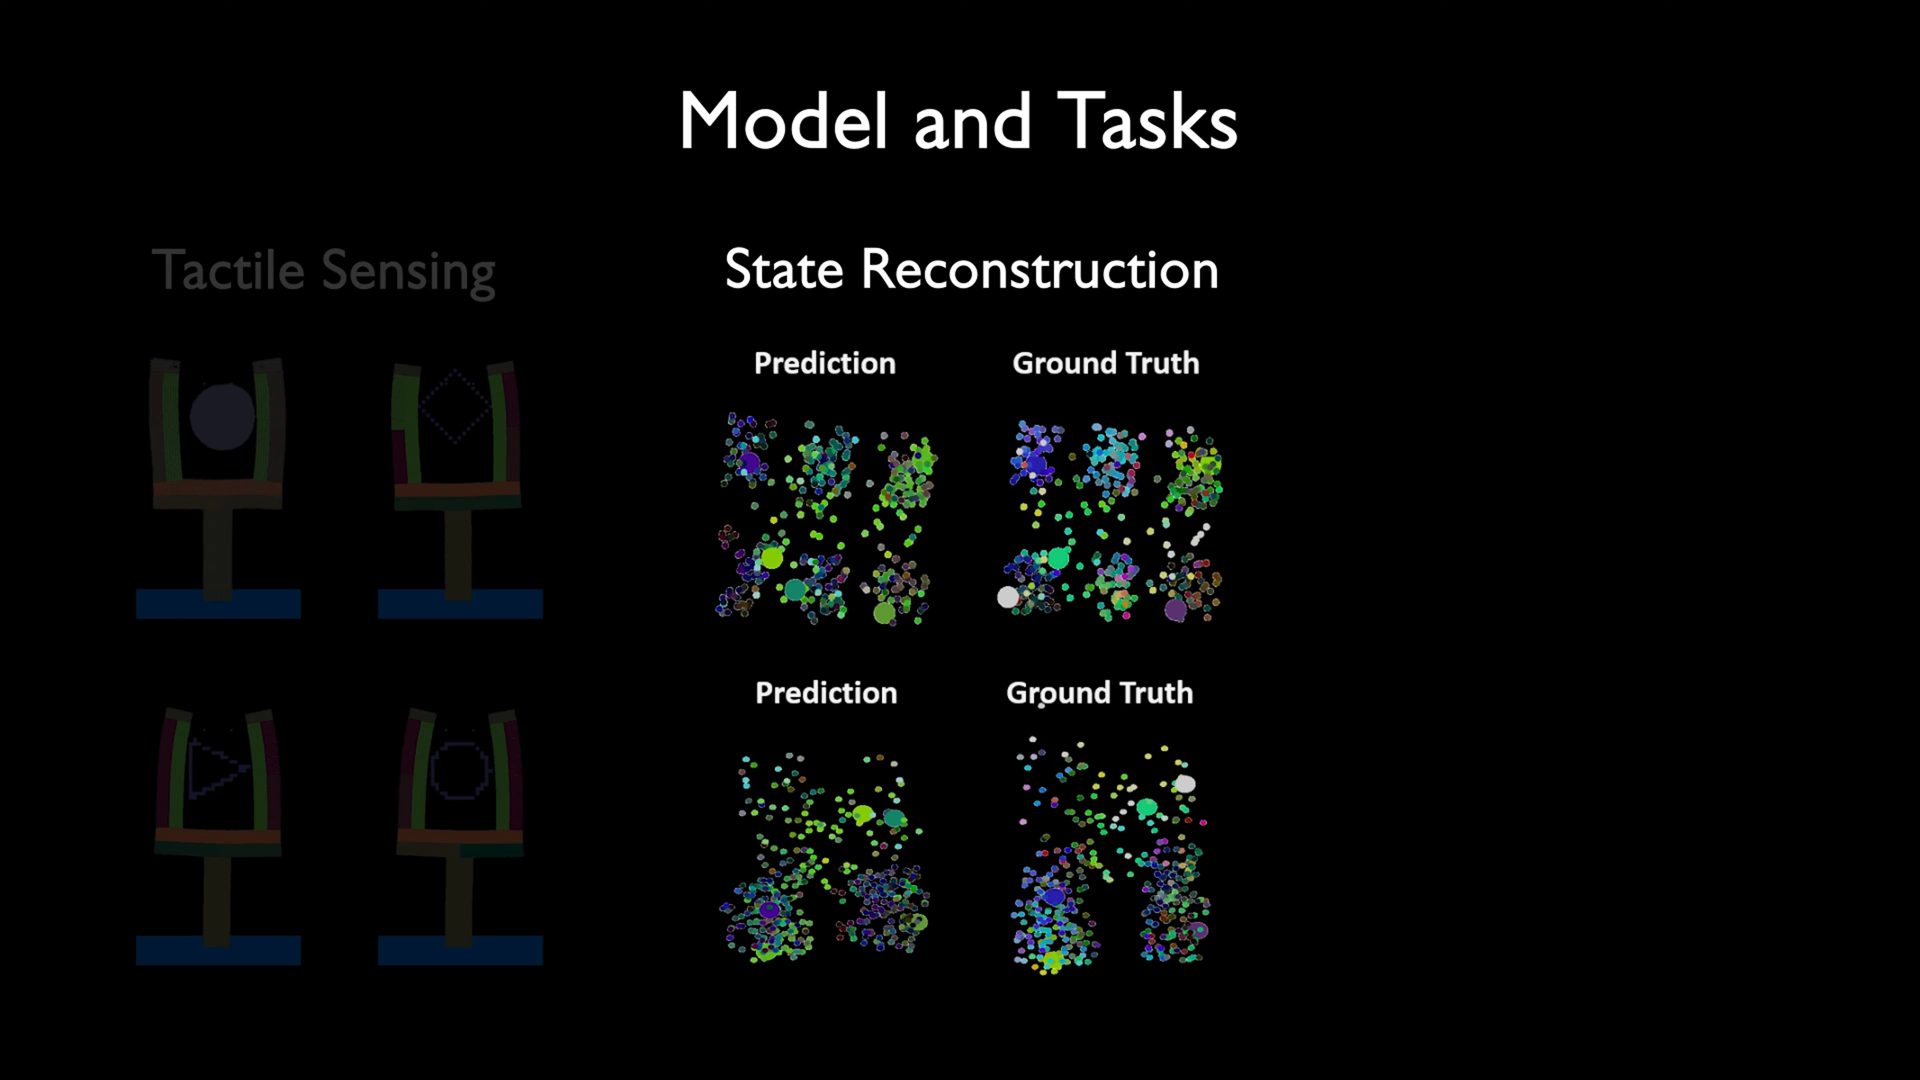 Model and Tasks
Tactile Sensing
State Reconstruction
Prediction
Ground Truth
Prediction
Ground Truth